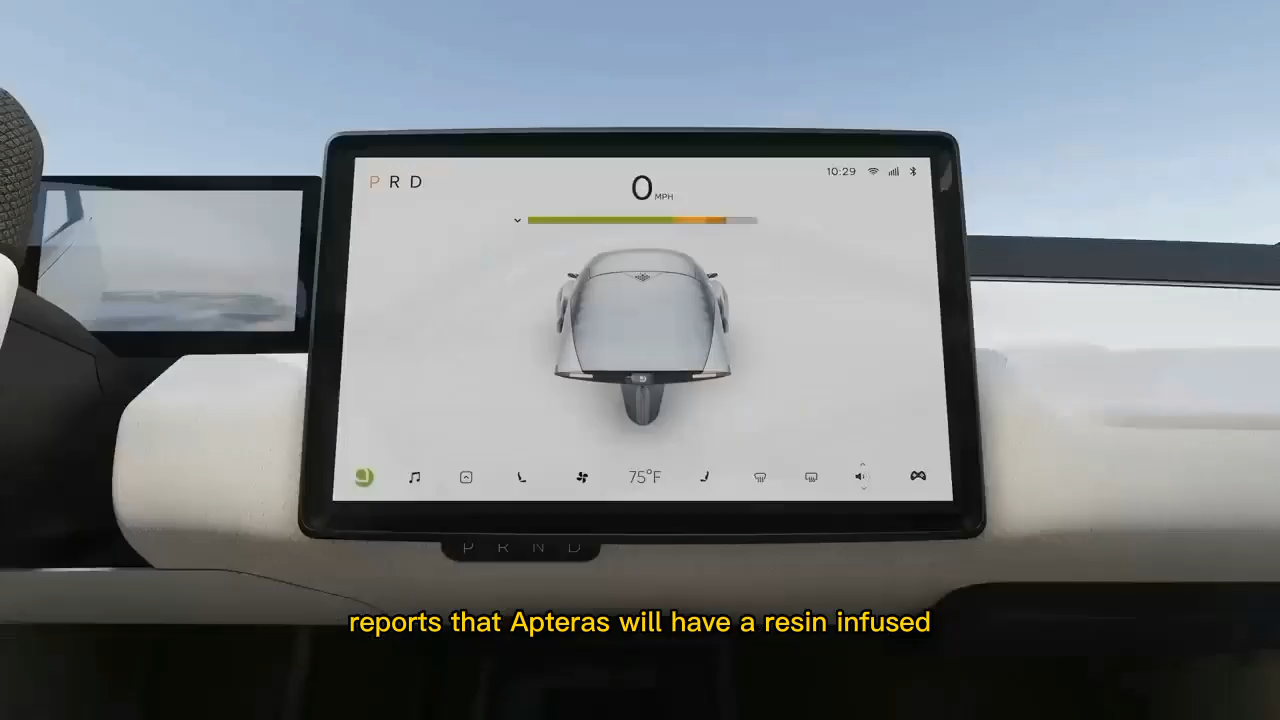 P R D
10:29
0 MPH
75°F
P R N D
reports that Apteras will have a resin infused